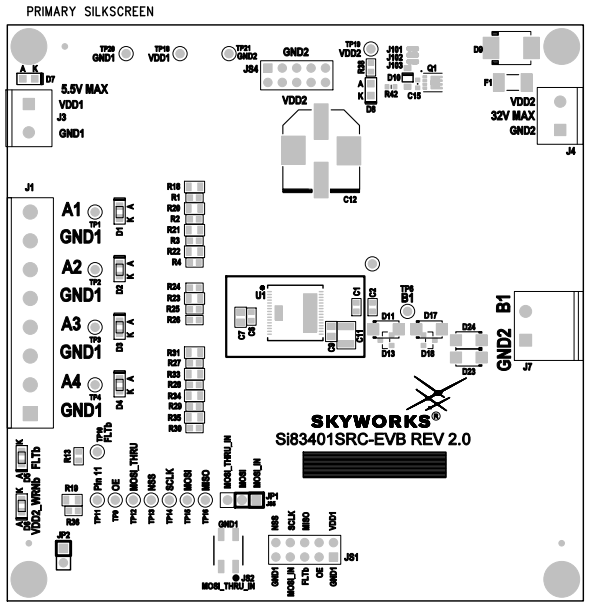 PRIMARY SILKSCREEN
TP20
GND1
TP18
VDD1
TP21
GND2
GND2
JS4
VDD2
TP19
VDD2
R38
J101
J102
J103
D10
Q1
A
K
D8
R42
C15
D9
F1
A K
D7
5.5V MAX
VDD1
J3
GND1
VDD2
32V MAX
GND2
J4
C12
J1
A1
TP1
GND1
A
K
D1
A2
TP2
GND1
A
K
D2
A3
TP3
GND1
A
K
D3
A4
TP4
GND1
A
K
D4
R18
R1
R20
R2
R21
R3
R22
R4
R24
R23
R25
R26
R31
R27
R33
R28
R34
R29
R35
R30
U1
C7
C8
C1
C2
C9
C11
TP6
B1
D11
D17
D13
D18
D24
D23
B1
GND2
J7
SKYWORKS®
Si83401SRC-EVB REV 2.0
K
A
D5
FLTb
R13
TP10
FLTb
K
A
D6
VDD2_WRNb
R19
R36
JP2
Pin 11
TP11
OE
TP9
MOSI_THRU
TP12
NSS
TP13
SCLK
TP14
MOSI
TP15
MISO
TP16
MOSI_THRU_IN
MOSI
MOSI_IN
JP1
GND1
JS2
MOSI_THRU_IN
NSS
SCLK
MISO
VDD1
JS1
GND1
MOSI_IN
FLTb
OE
GND1